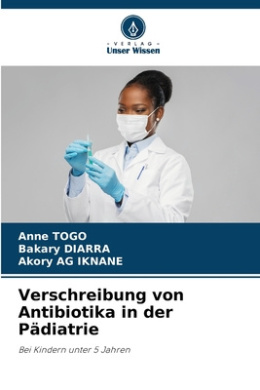 VERLAG
Unser Wissen
Anne TOGO
Bakary DIARRA
Akory AG IKNANE
Verschreibung von
Antibiotika in der
Pädiatrie
Bei Kindern unter 5 Jahren